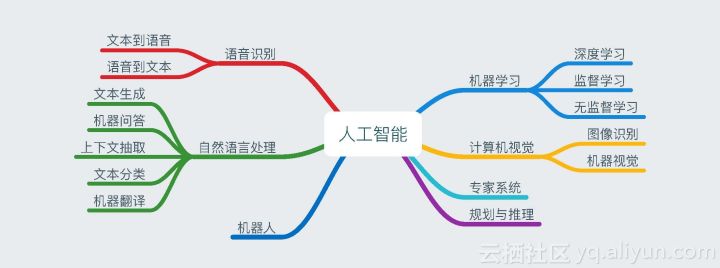 人工智能
语音识别
文本到语音
语音到文本
自然语言处理
文本生成
机器问答
上下文抽取
文本分类
机器翻译
机器人
机器学习
深度学习
监督学习
无监督学习
计算机视觉
图像识别
机器视觉
专家系统
规划与推理
云栖社区 yq.aliyun.com